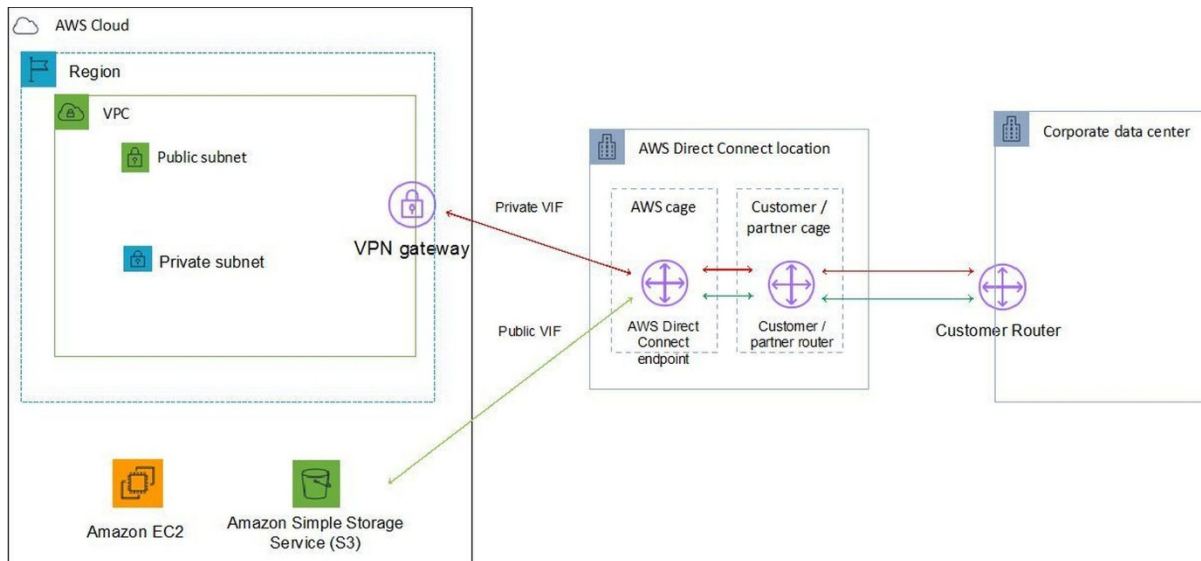 AWS Cloud
Region
VPC
Public subnet
Private subnet
VPN gateway
Private VIF
Public VIF
AWS Direct Connect location
AWS cage
Customer /
partner cage
AWS Direct
Connect
endpoint
Customer /
partner router
Corporate data center
Customer Router
Amazon EC2
Amazon Simple Storage
Service (S3)